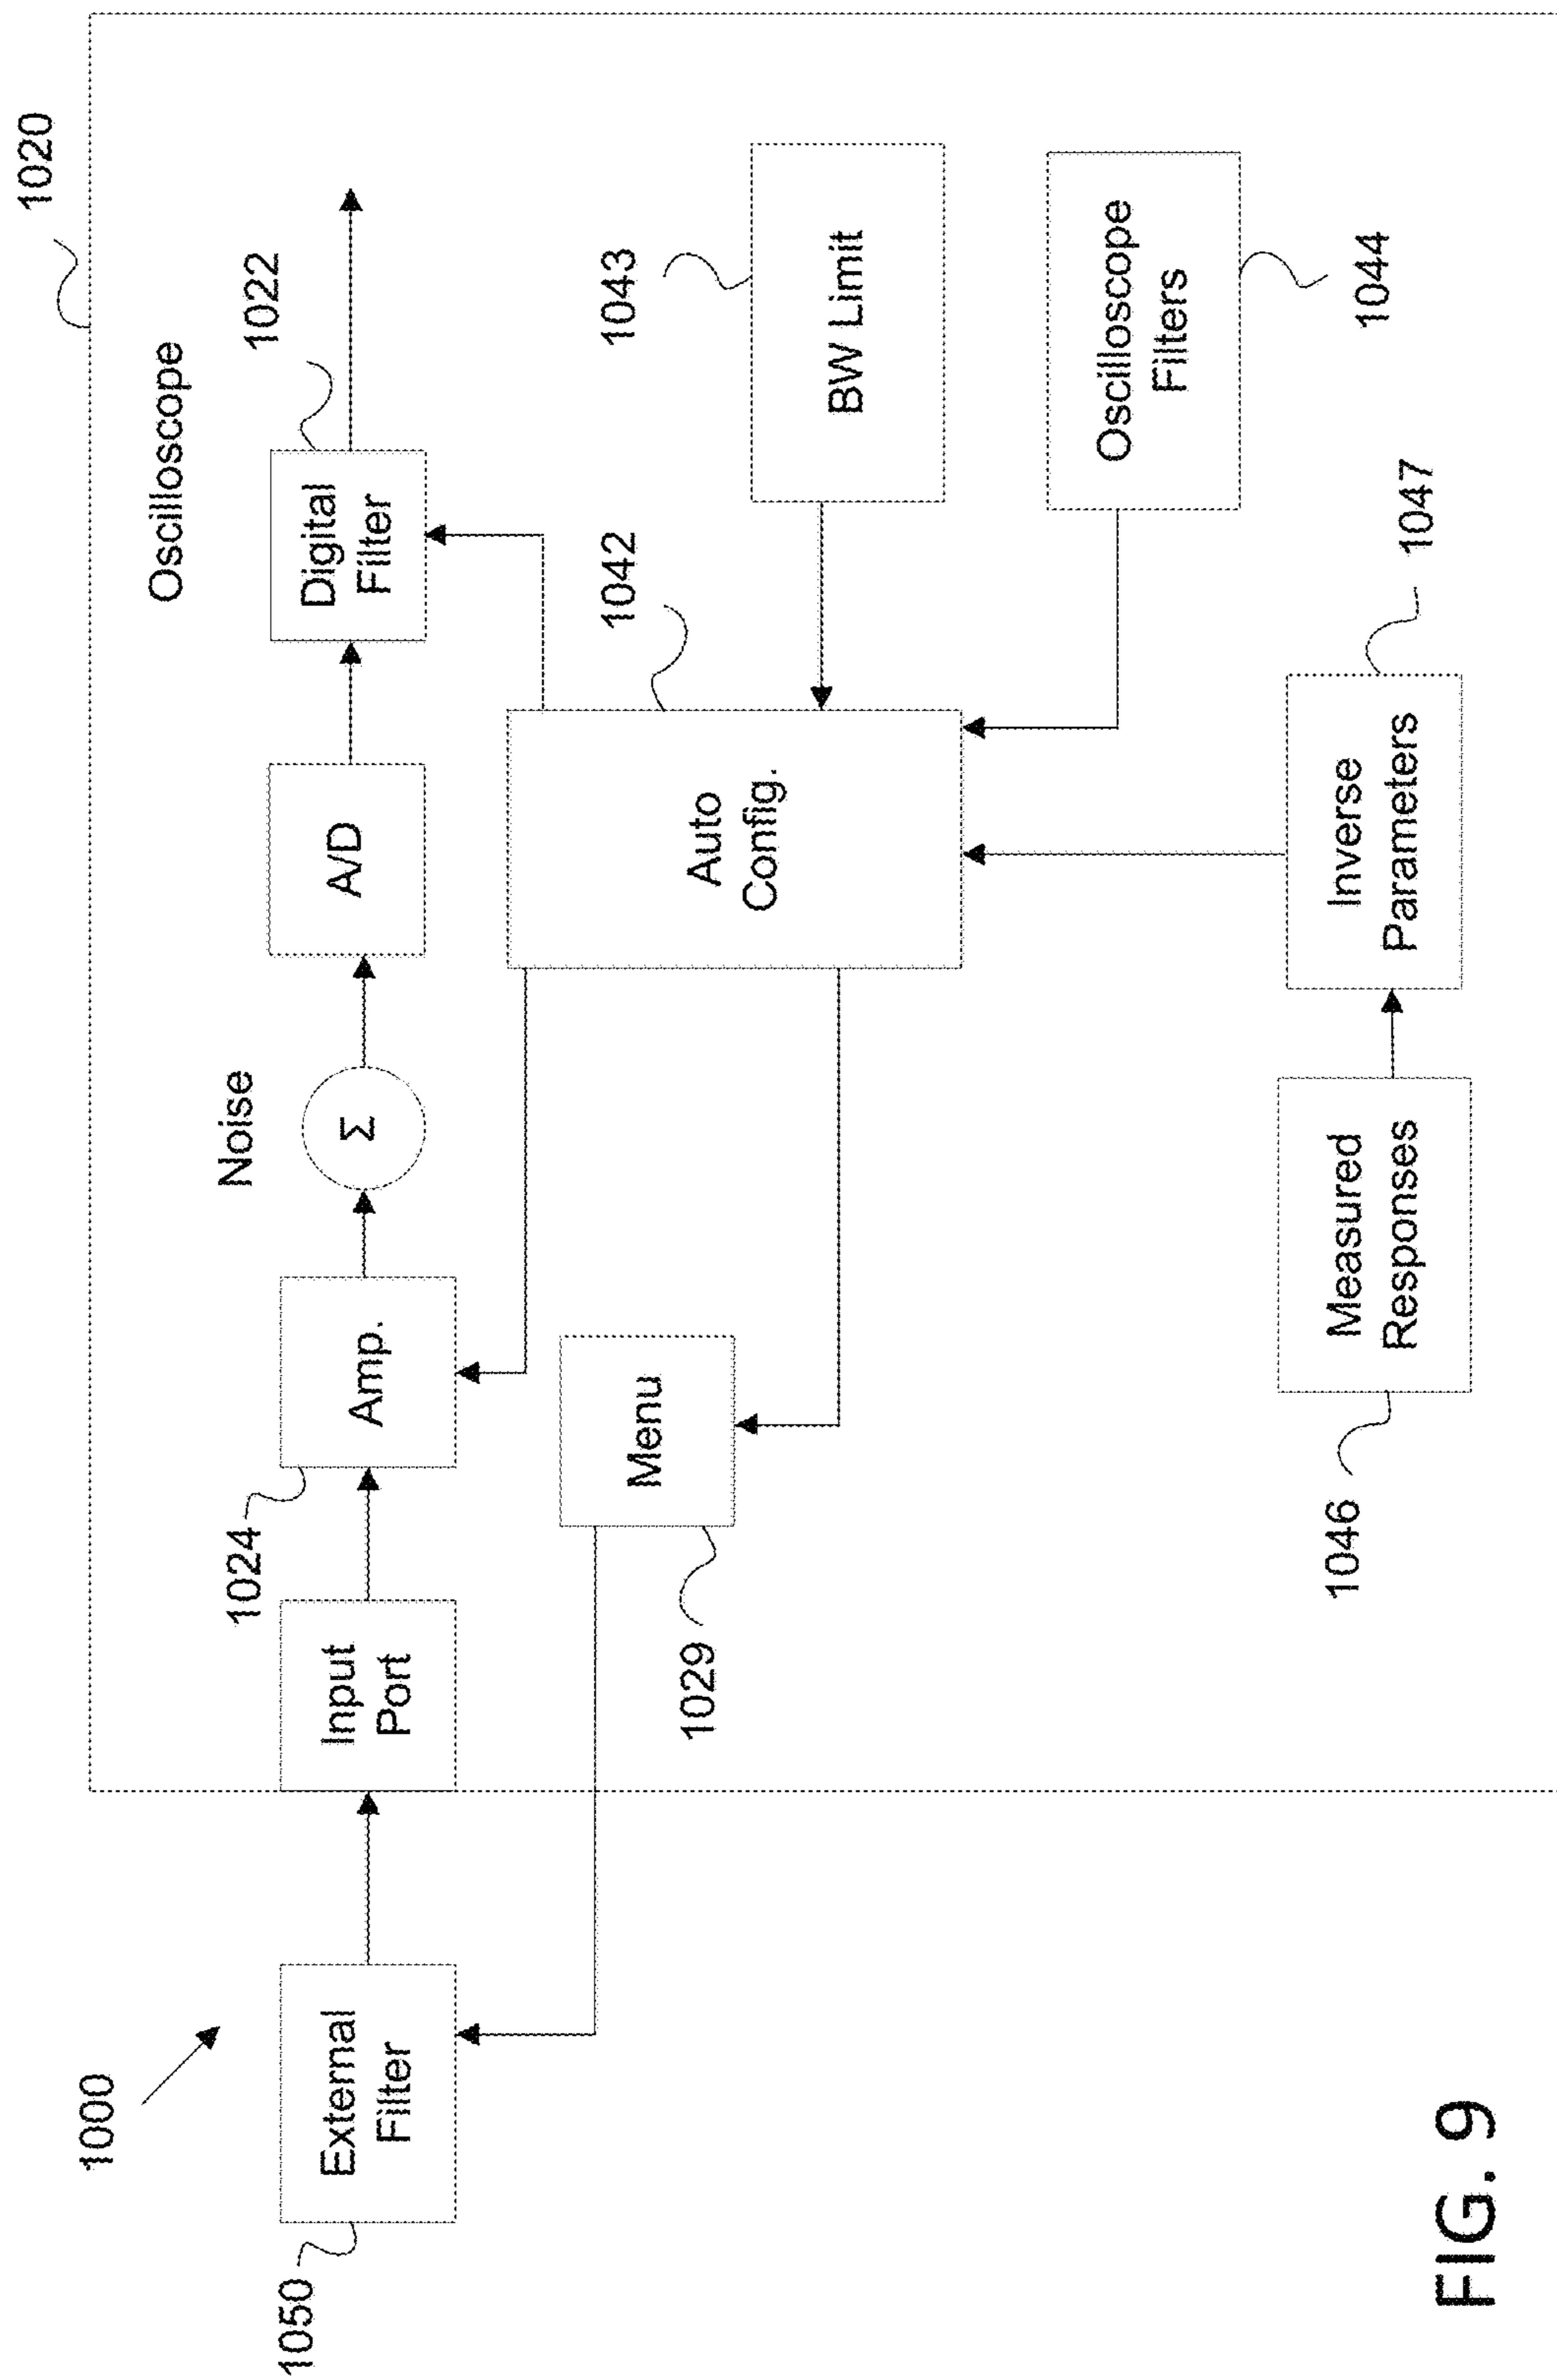 1000
1020
Oscilloscope
1050
External
Filter
Input
Port
1024
Amp.
Noise
Σ
A/D
Digital
Filter
1022
1029
Menu
Auto
Config.
1042
1043
BW Limit
Oscilloscope
Filters
1044
1046
Measured
Responses
Inverse
Parameters
1047
FIG. 9